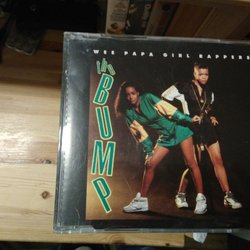 WEE PAPA GIRL RAPPERS
THE
BUMP